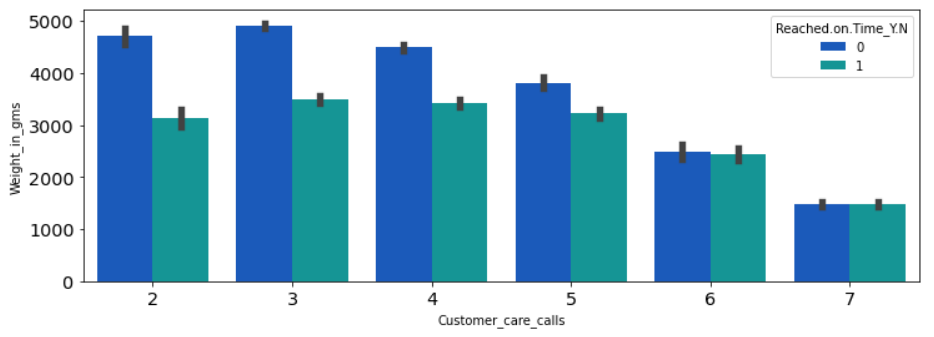 Reached.on.Time_Y.N
0
1
Weight_in_gms
5000
4000
3000
2000
1000
0
2 3 4 5 6 7
Customer_care_calls